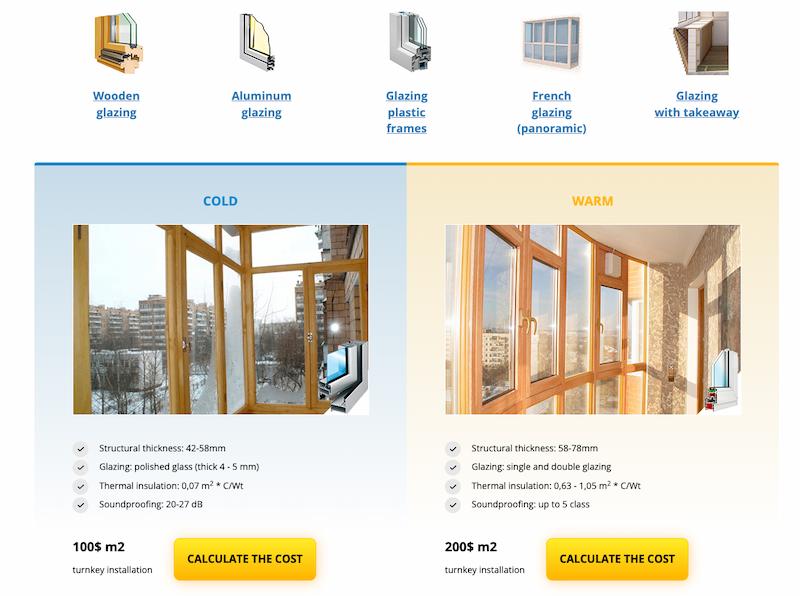 Wooden
glazing
Aluminum
glazing
Glazing
plastic
frames
French
glazing
(panoramic)
Glazing
with takeaway
COLD
Structural thickness: 42-58mm
Glazing: polished glass (thick 4 - 5 mm)
Thermal insulation: 0,07 m² * C/Wt
Soundproofing: 20-27 dB
100$ m2
turnkey installation
CALCULATE THE COST
WARM
Structural thickness: 58-78mm
Glazing: single and double glazing
Thermal insulation: 0,63 - 1,05 m² * C/Wt
Soundproofing: up to 5 class
200$ m2
turnkey installation
CALCULATE THE COST